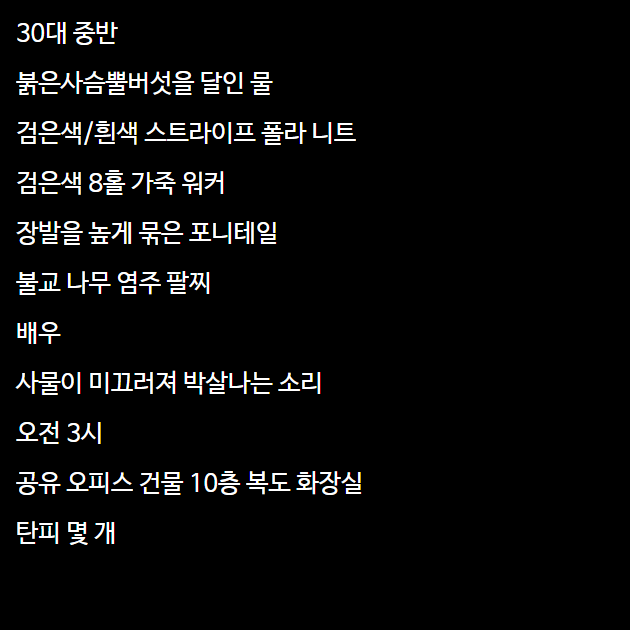 30대 중반
붉은사슴뿔버섯을 달인 물
검은색/흰색 스트라이프 폴라 니트
검은색 8홀 가죽 워커
장발을 높게 묶은 포니테일
불교 나무 염주 팔찌
배우
사물이 미끄러져 박살나는 소리
오전 3시
공유 오피스 건물 10층 복도 화장실
탄피 몇 개